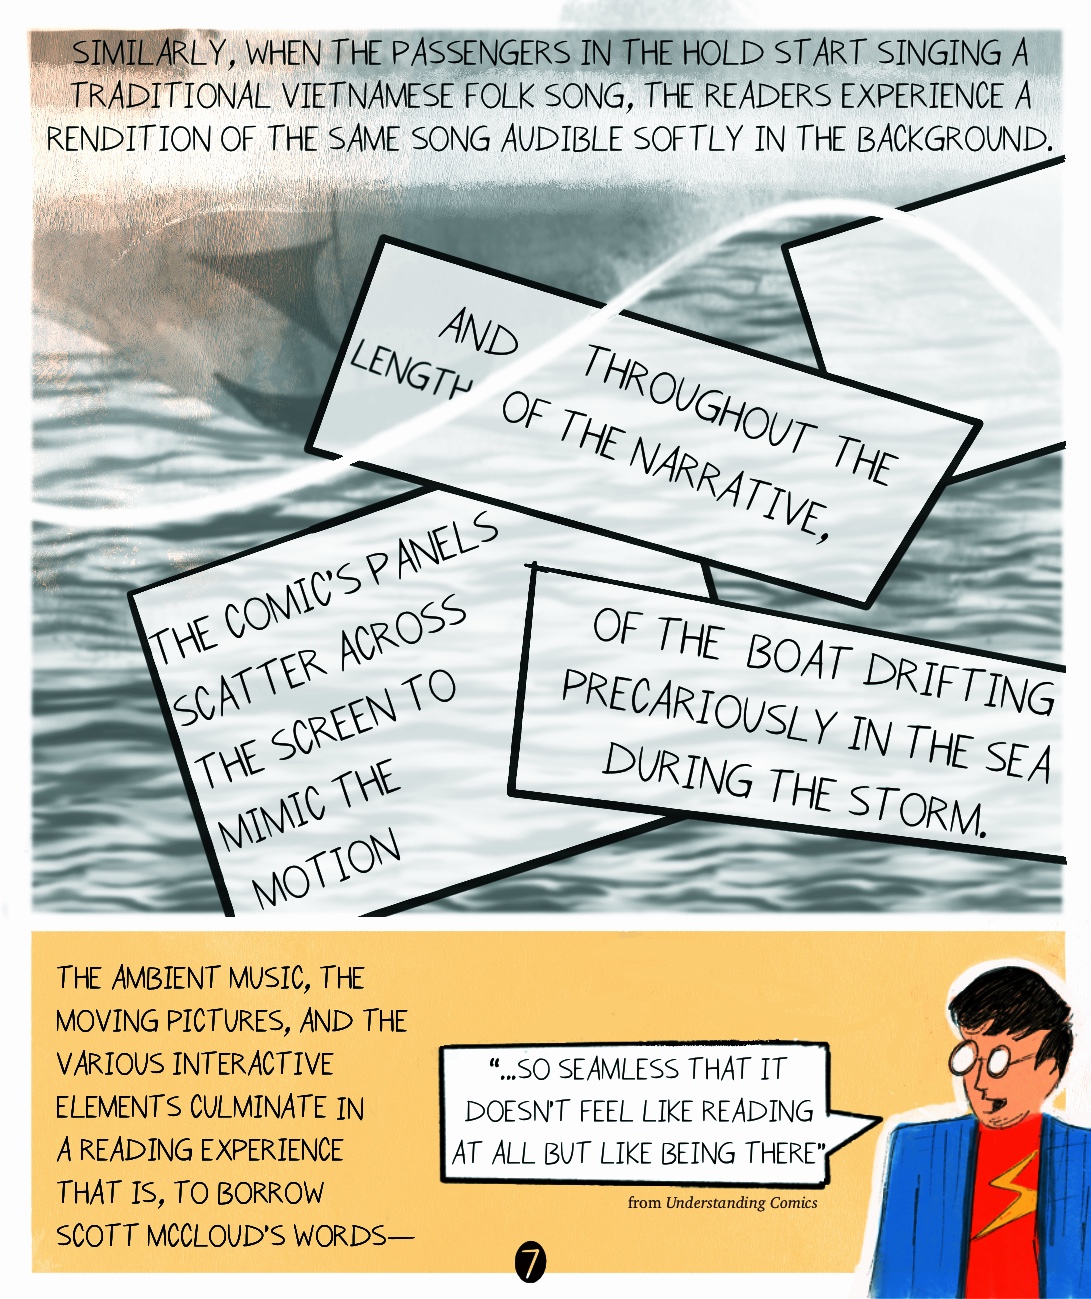 SIMILARLY, WHEN THE PASSENGERS IN THE HOLD START SINGING A
TRADITIONAL VIETNAMESE FOLK SONG, THE READERS EXPERIENCE A
RENDITION OF THE SAME SONG AUDIBLE SOFTLY IN THE BACKGROUND.
AND THROUGHOUT THE
LENGTH OF THE NARRATIVE,
THE COMIC'S PANELS
SCATTER ACROSS
THE SCREEN TO
MIMIC THE
MOTION
OF THE BOAT DRIFTING
PRECARIOUSLY IN THE SEA
DURING THE STORM.
THE AMBIENT MUSIC, THE
MOVING PICTURES, AND THE
VARIOUS INTERACTIVE
ELEMENTS CULMINATE IN
A READING EXPERIENCE
THAT IS, TO BORROW
SCOTT MCCLOUD'S WORDS—
"...SO SEAMLESS THAT IT
DOESN'T FEEL LIKE READING
AT ALL BUT LIKE BEING THERE"
from Understanding Comics
7